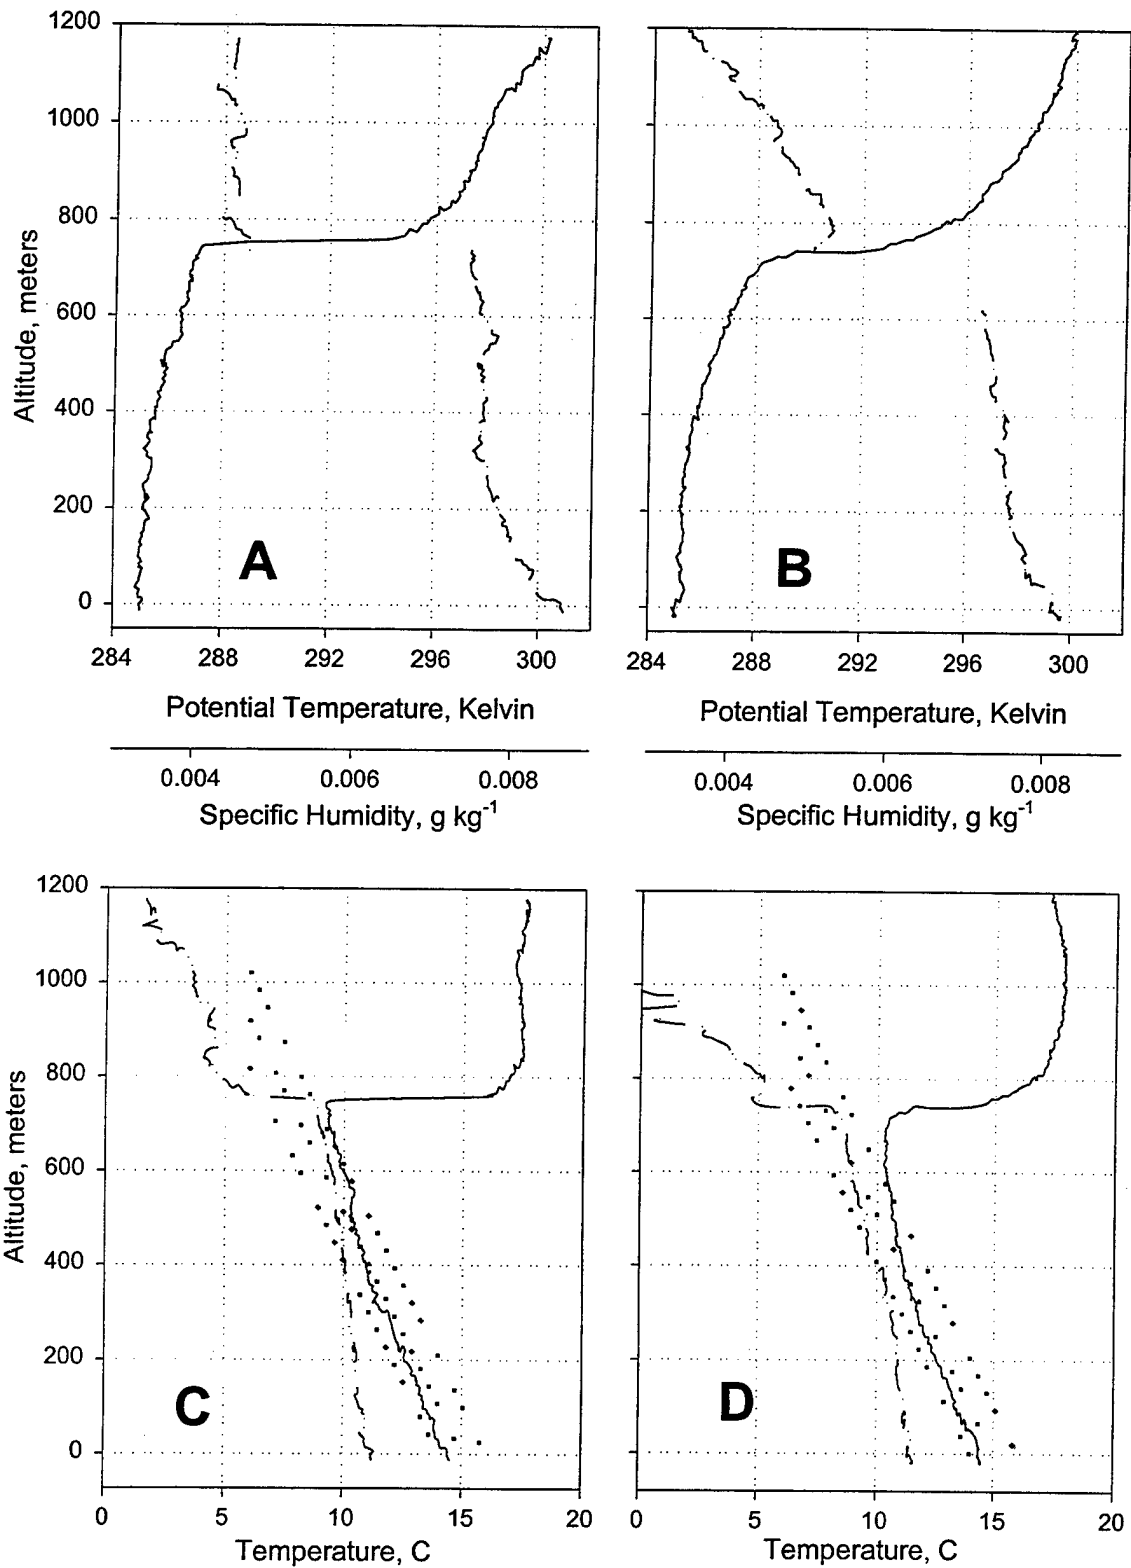 1200
1000
800
600
400
200
0
Altitude, meters
A
B
284 288 292 296 300
284 288 292 296 300
Potential Temperature, Kelvin
Potential Temperature, Kelvin
0.004 0.006 0.008
0.004 0.006 0.008
Specific Humidity, g kg⁻¹
Specific Humidity, g kg⁻¹
1200
1000
800
600
400
200
0
Altitude, meters
C
D
0 5 10 15 20
0 5 10 15 20
Temperature, C
Temperature, C